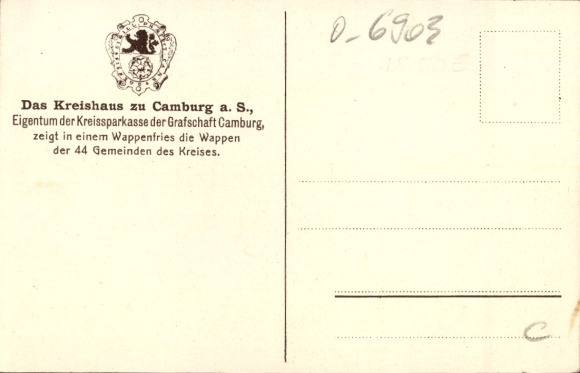 Das Kreishaus zu Camburg a. S.,
Eigentum der Kreissparkasse der Grafschaft Camburg,
zeigt in einem Wappenfries die Wappen
der 44 Gemeinden des Kreises.
0-6903
C